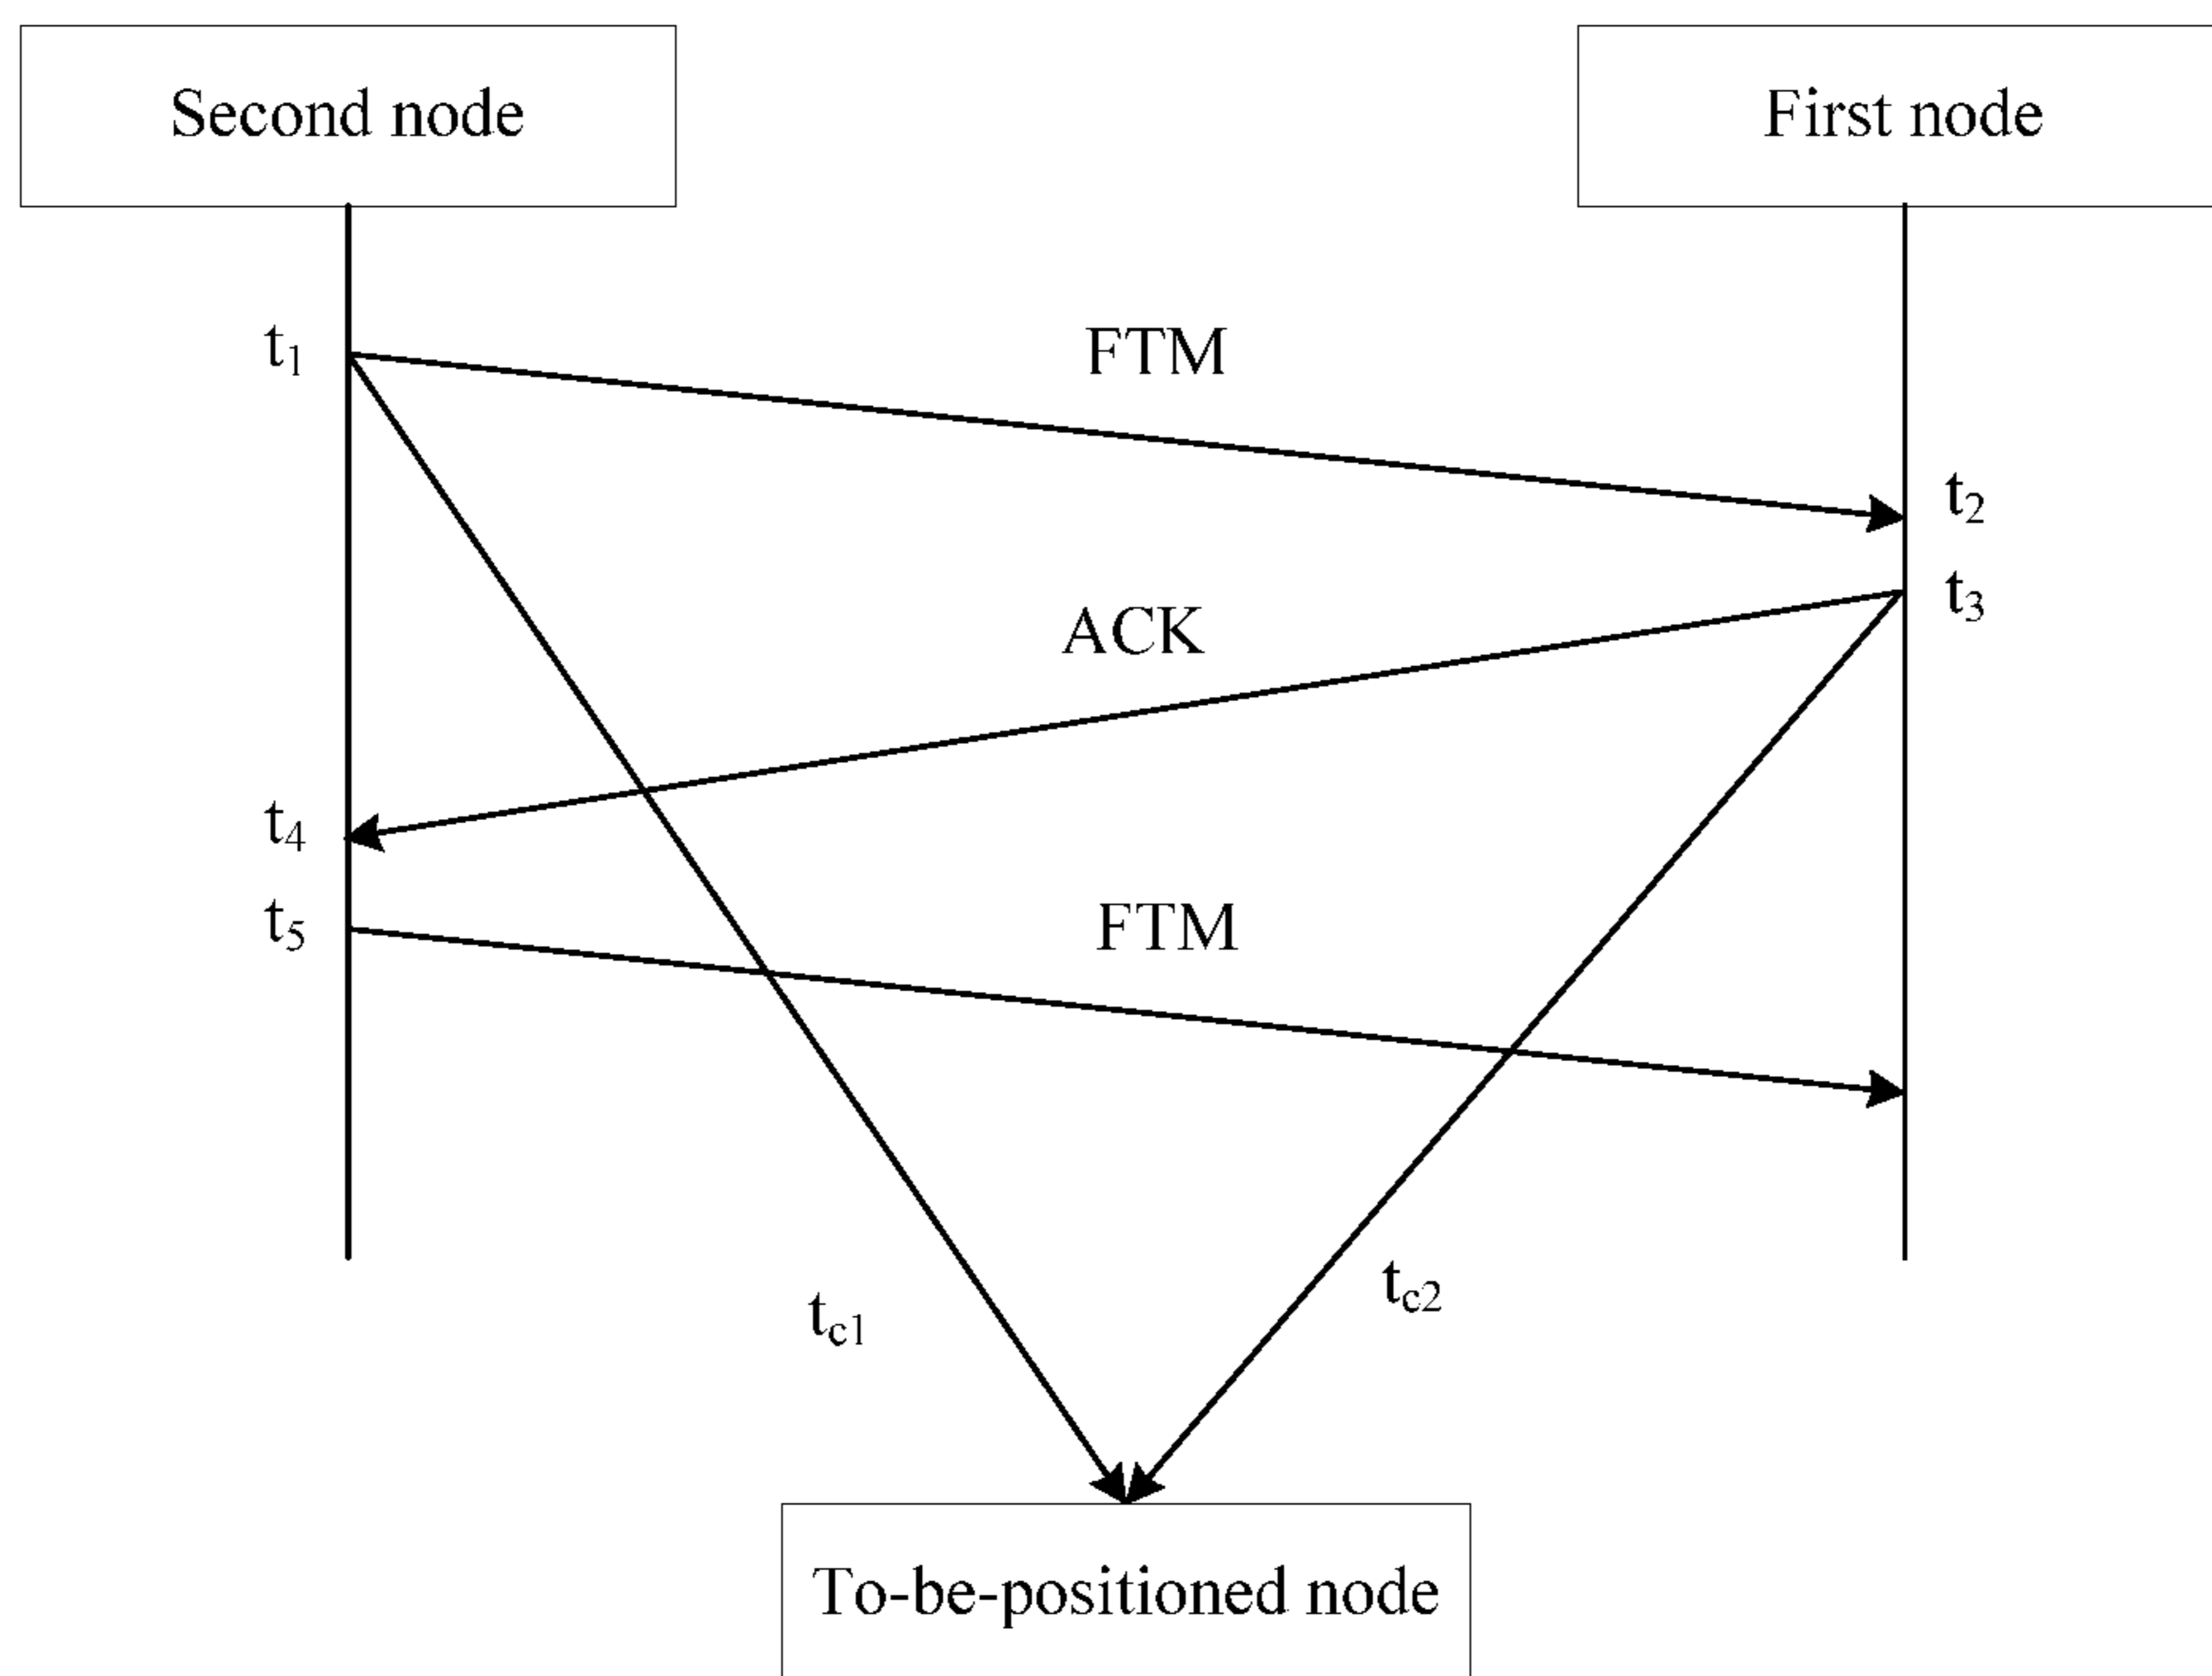 Second node
First node
t1
FTM
t2
t3
ACK
t4
t5
FTM
tc1
tc2
To-be-positioned node